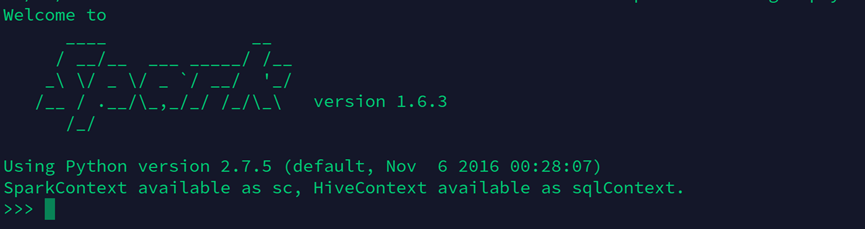 Welcome to
      ____              __
     / __/__  ___ _____/ /__
    _\ \/ _ \/ _ `/ __/  '_/
   /__ / .__/\_,_/_/ /_/\_\   version 1.6.3
      /_/
Using Python version 2.7.5 (default, Nov  6 2016 00:28:07)
SparkContext available as sc, HiveContext available as sqlContext.
>>>